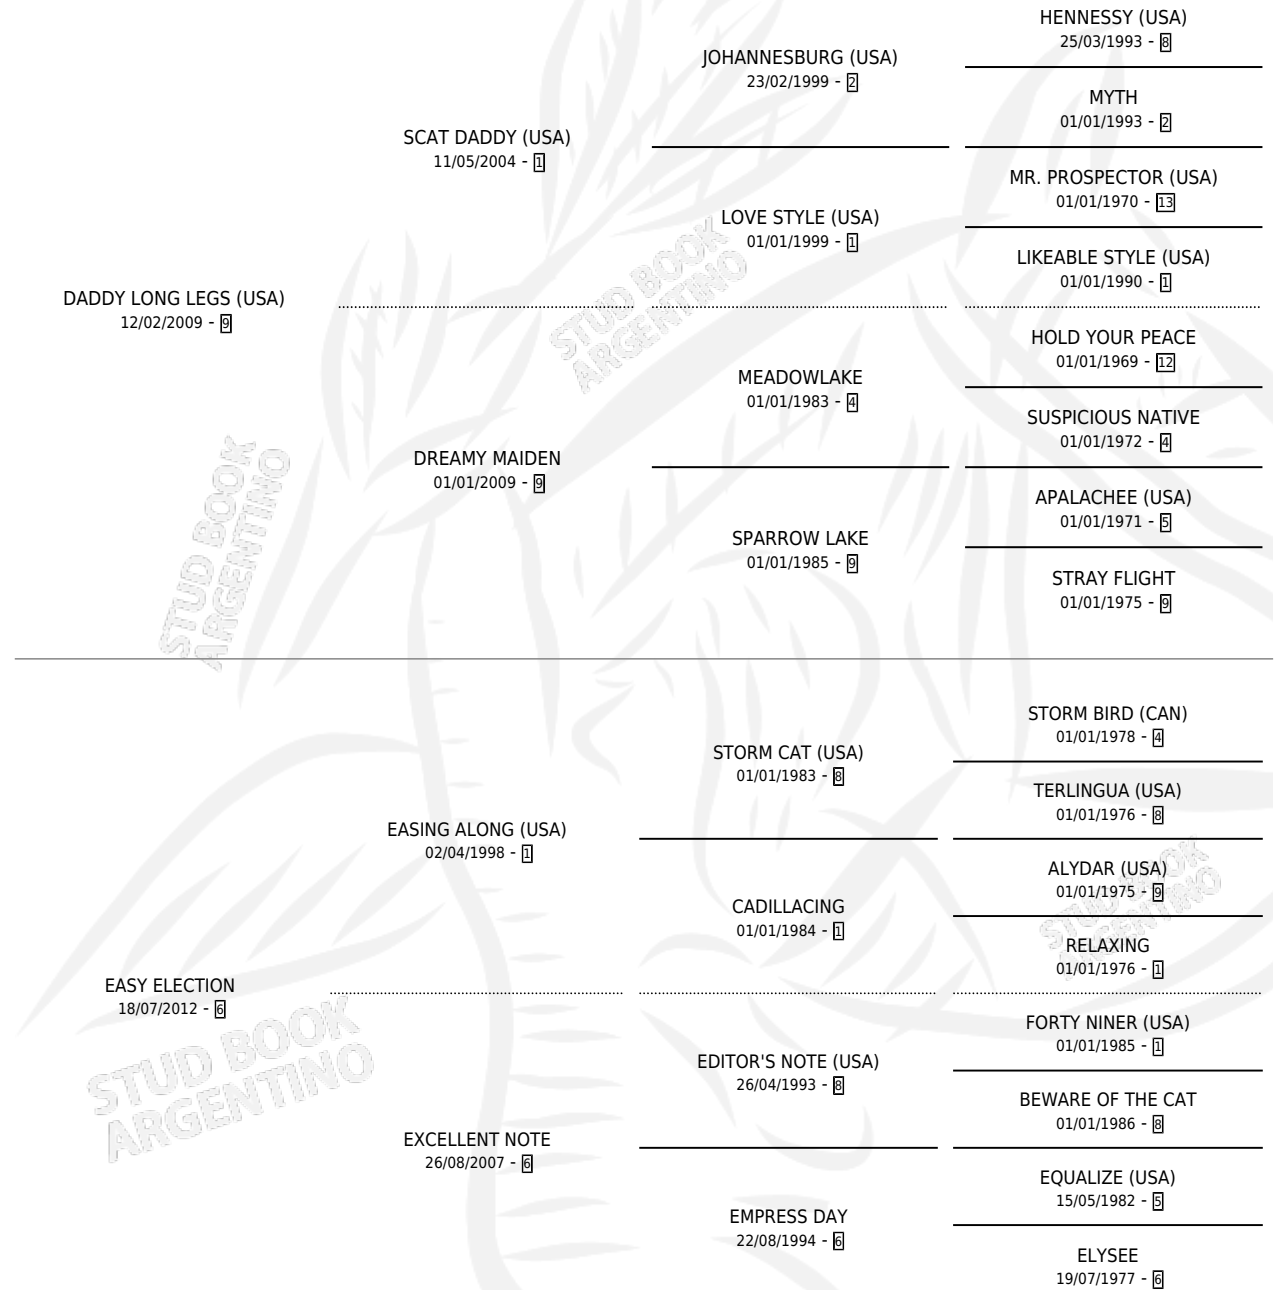 HENNESSY (USA)
25/03/1993 - 8
JOHANNESBURG (USA)
23/02/1999 - 2
MYTH
01/01/1993 - 2
SCAT DADDY (USA)
11/05/2004 - 1
MR. PROSPECTOR (USA)
01/01/1970 - 13
LOVE STYLE (USA)
01/01/1999 - 1
LIKEABLE STYLE (USA)
01/01/1990 - 1
DADDY LONG LEGS (USA)
12/02/2009 - 9
HOLD YOUR PEACE
01/01/1969 - 12
MEADOWLAKE
01/01/1983 - 4
SUSPICIOUS NATIVE
01/01/1972 - 4
DREAMY MAIDEN
01/01/2009 - 9
APALACHEE (USA)
01/01/1971 - 5
SPARROW LAKE
01/01/1985 - 9
STRAY FLIGHT
01/01/1975 - 9
STORM BIRD (CAN)
01/01/1978 - 4
STORM CAT (USA)
01/01/1983 - 8
TERLINGUA (USA)
01/01/1976 - 8
EASING ALONG (USA)
02/04/1998 - 1
ALYDAR (USA)
01/01/1975 - 9
CADILLACING
01/01/1984 - 1
RELAXING
01/01/1976 - 1
EASY ELECTION
18/07/2012 - 6
FORTY NINER (USA)
01/01/1985 - 1
EDITOR'S NOTE (USA)
26/04/1993 - 8
BEWARE OF THE CAT
01/01/1986 - 8
EXCELLENT NOTE
26/08/2007 - 6
EQUALIZE (USA)
15/05/1982 - 5
EMPRESS DAY
22/08/1994 - 6
ELYSEE
19/07/1977 - 6
STUD BOOK
ARGENTINO
STUD BOOK
ARGENTINO
STUD BOOK
ARGENTINO
STUD BOOK
ARGENTINO